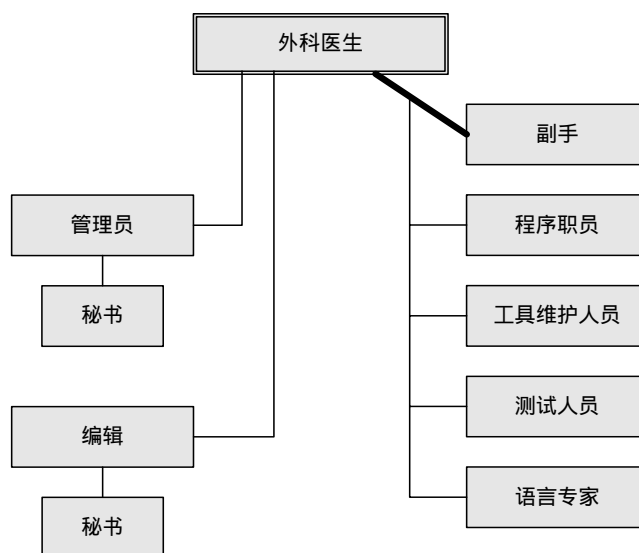 外科医生
副手
管理员
程序职员
秘书
工具维护人员
编辑
测试人员
秘书
语言专家